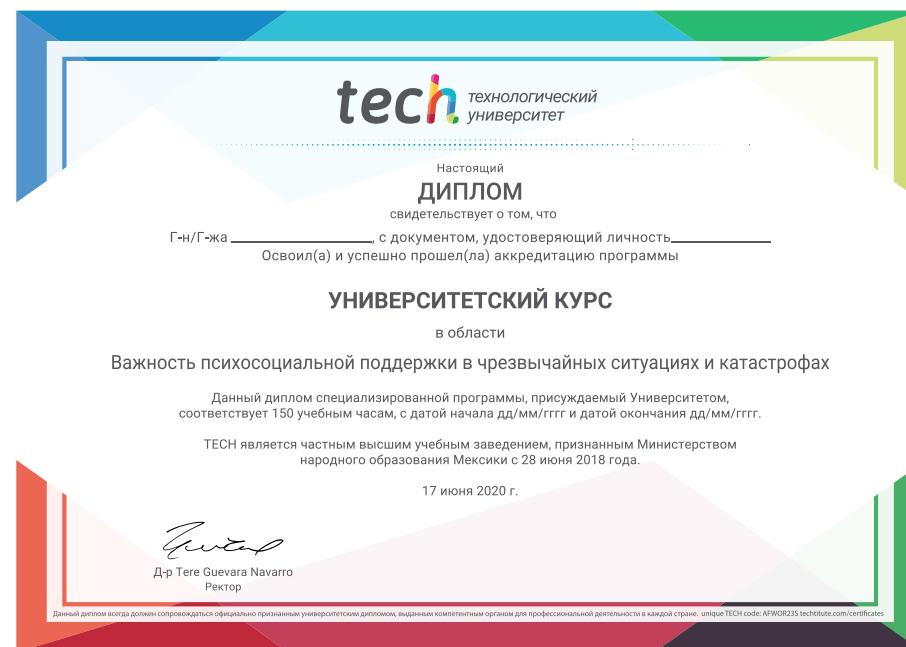 tech технологический
университет
Настоящий
ДИПЛОМ
свидетельствует о том, что
Г-н/Г-жа ____________________, с документом, удостоверяющий личность______________
Освоил(а) и успешно прошел(ла) аккредитацию программы
УНИВЕРСИТЕТСКИЙ КУРС
в области
Важность психосоциальной поддержки в чрезвычайных ситуациях и катастрофах
Данный диплом специализированной программы, присуждаемый Университетом,
соответствует 150 учебным часам, с датой начала дд/мм/гггг и датой окончания дд/мм/гггг.
TECH является частным высшим учебным заведением, признанным Министерством
народного образования Мексики с 28 июня 2018 года.
17 июня 2020 г.
Д-р Tere Guevara Navarro
Ректор
Данный диплом всегда должен сопровождаться официально признанным университетским дипломом, выданным компетентным органом для профессиональной деятельности в каждой стране. unique TECH code: AFWOR23S techtitute.com/certificates